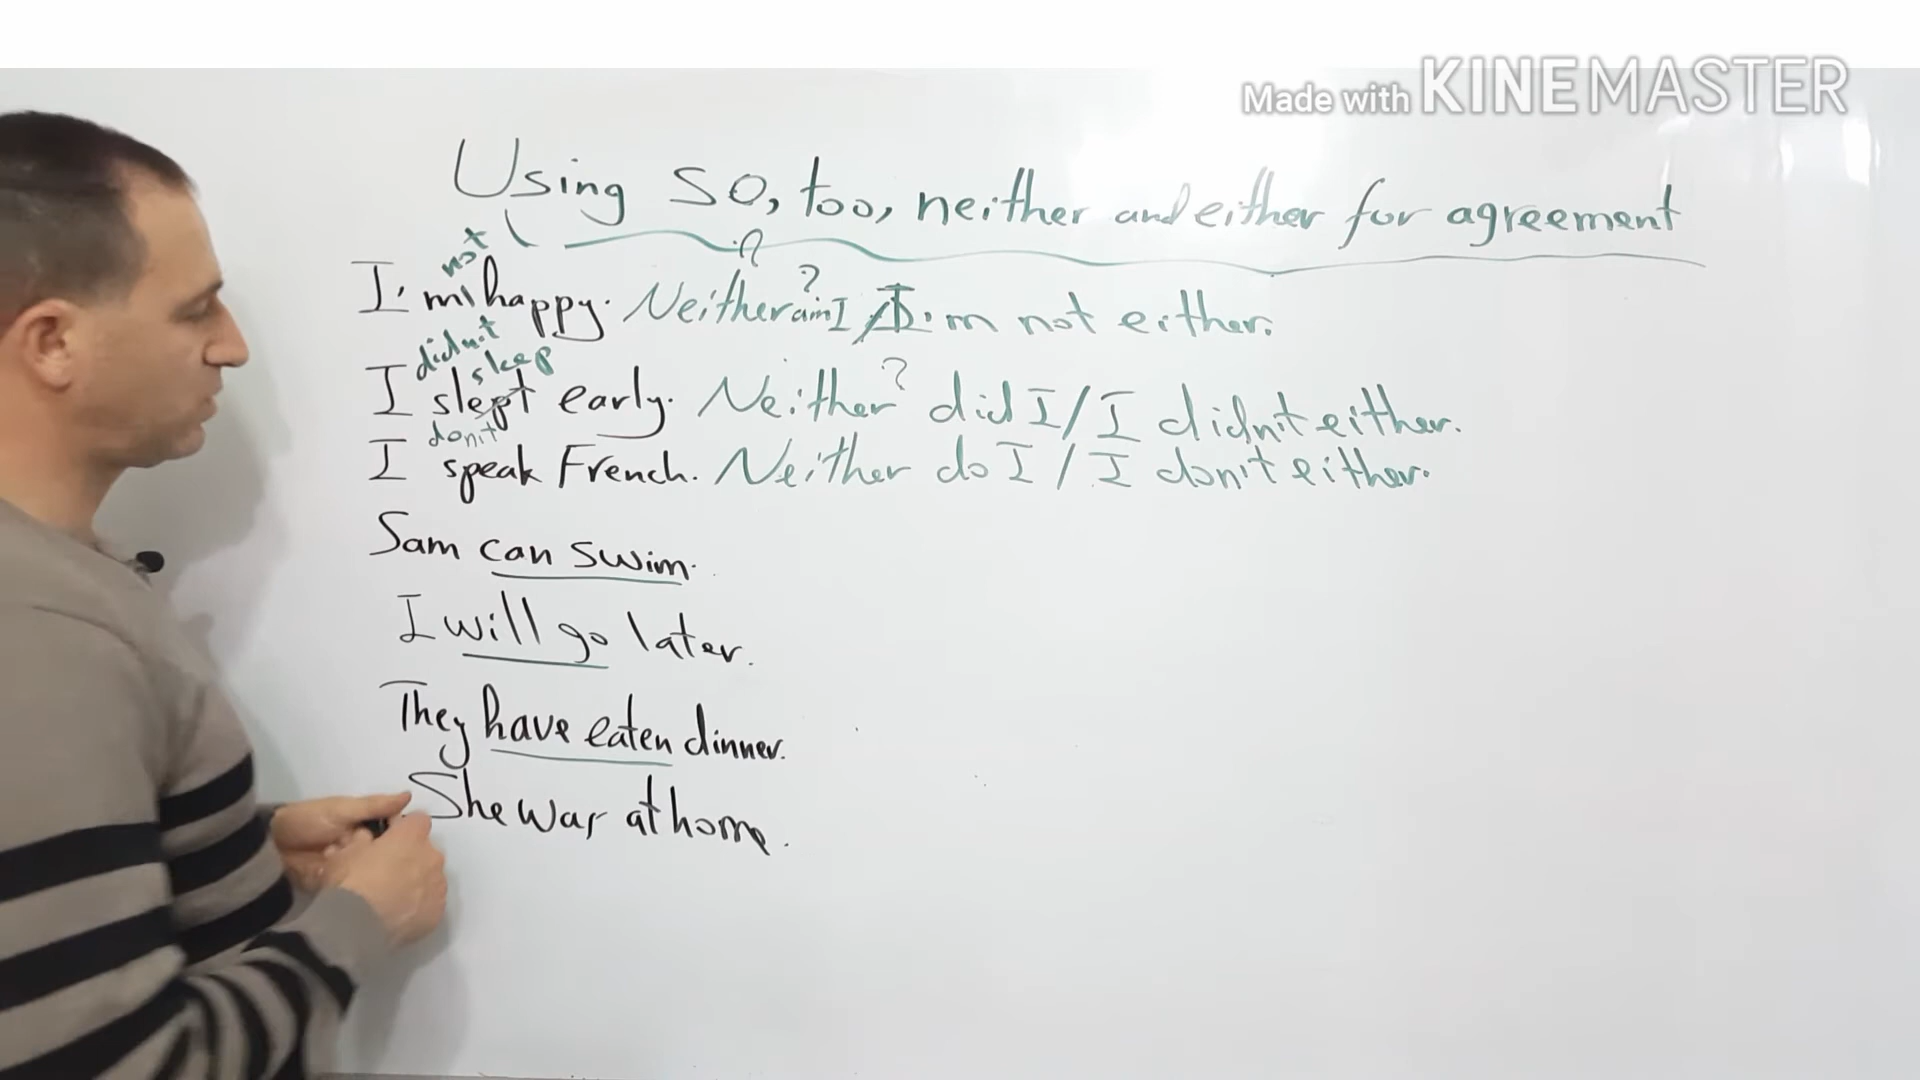 Made with KINEMASTER
Using so, too, neither and either for agreement
not
I'm happy. Neither am I / I'm not either.
didn't sleep
I slept early. Neither did I / I didn't either.
don't
I speak French. Neither do I / I don't either.
Sam can swim.
I will go later.
They have eaten dinner.
She was at home.